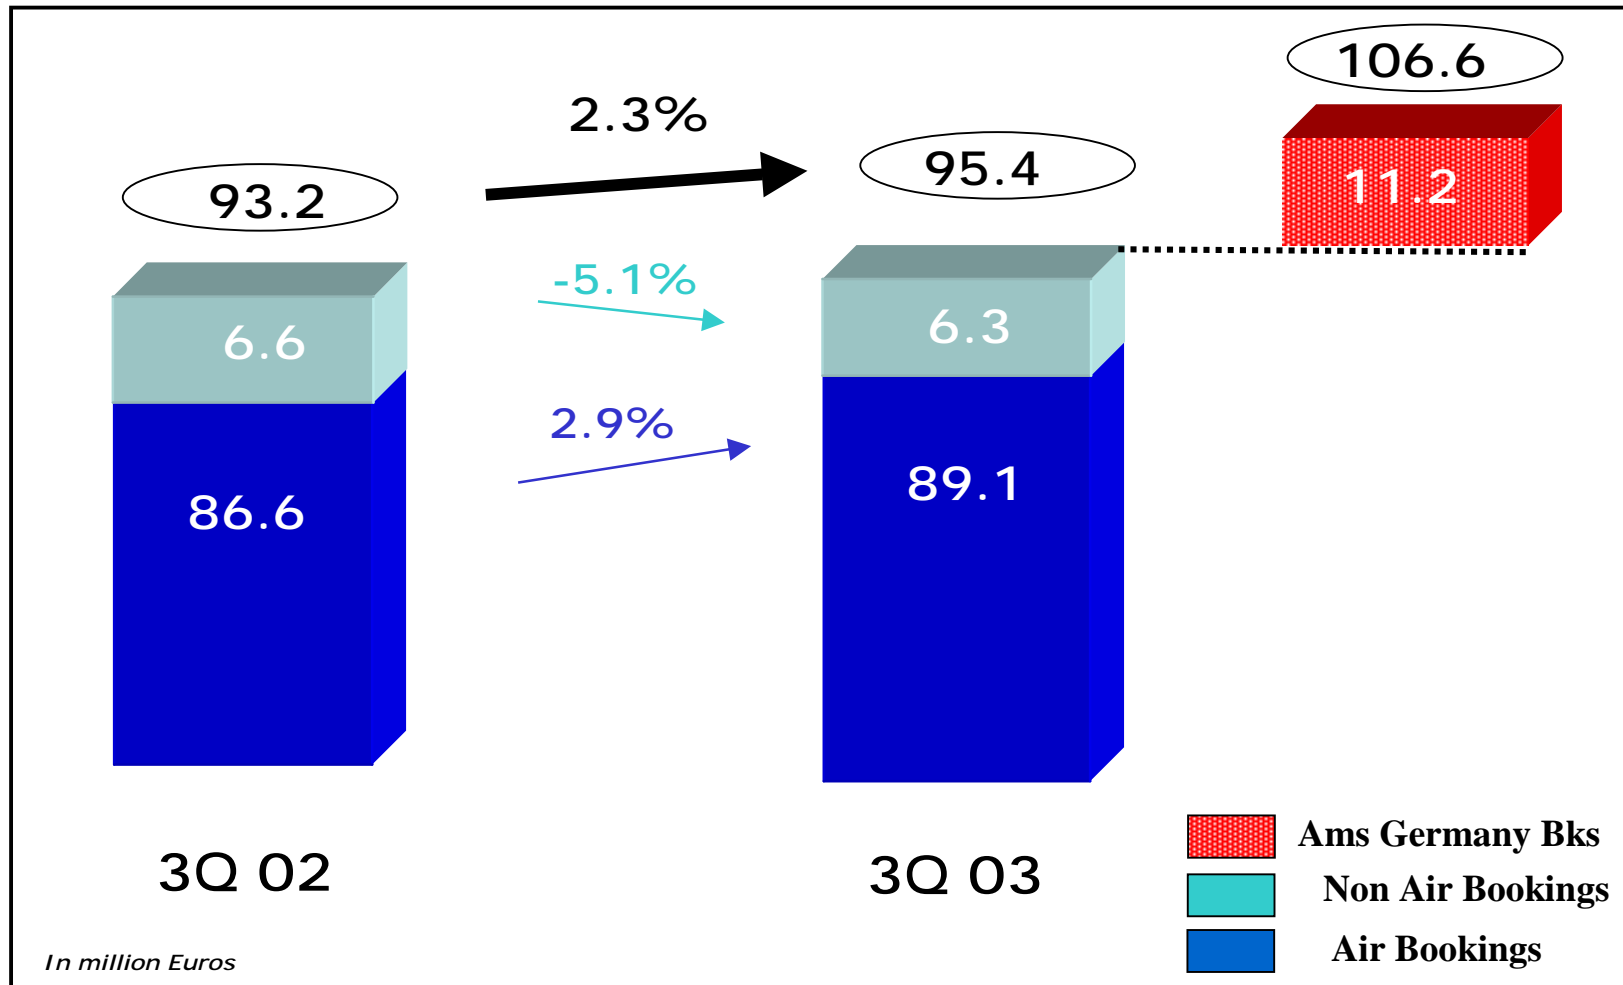 106.6
2.3%
95.4
93.2
11.2
-5.1%
6.6
6.3
2.9%
86.6
89.1
3Q 02
3Q 03
Ams Germany Bks
Non Air Bookings
Air Bookings
In million Euros